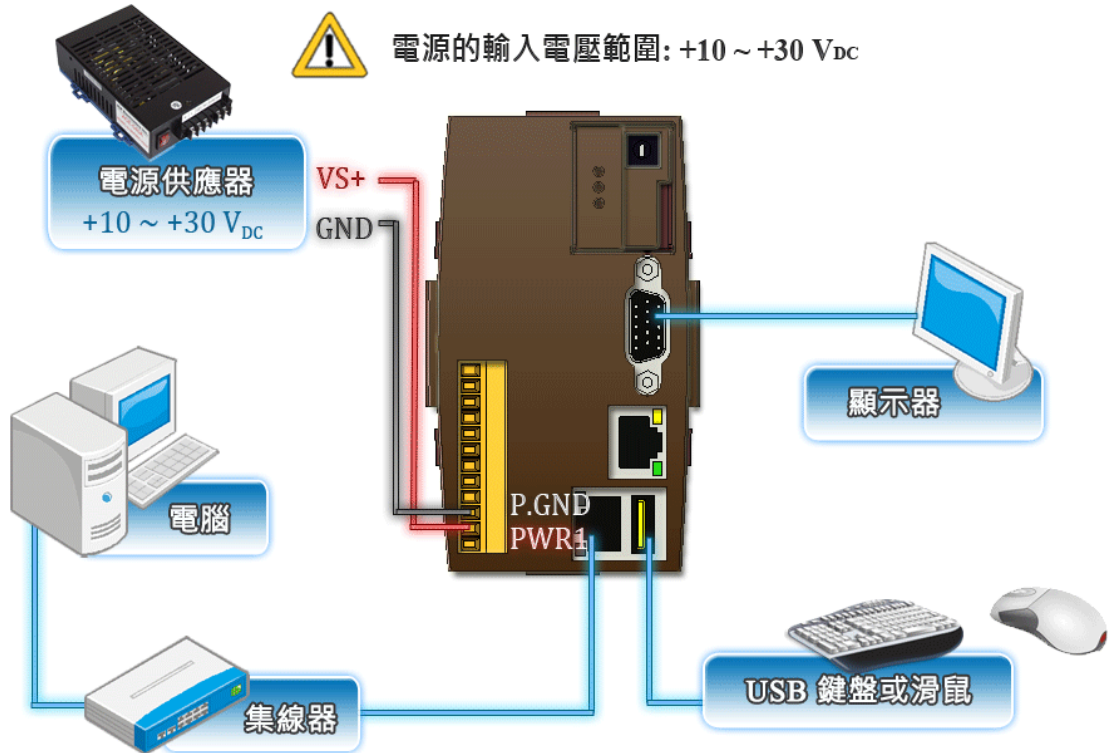 電源的輸入電壓範圍: +10 ~ +30 VDC
電源供應器
+10 ~ +30 VDC
VS+
GND
顯示器
電腦
P.GND
PWR1
集線器
USB 鍵盤或滑鼠